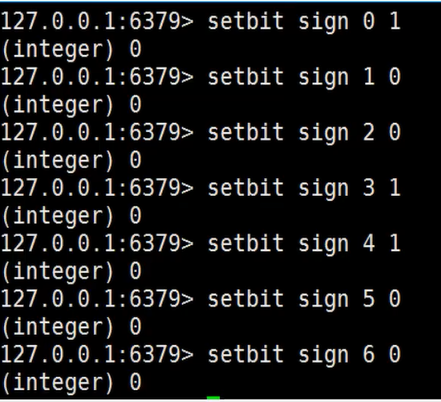 127.0.0.1:6379> setbit sign 0 1
(integer) 0
127.0.0.1:6379> setbit sign 1 0
(integer) 0
127.0.0.1:6379> setbit sign 2 0
(integer) 0
127.0.0.1:6379> setbit sign 3 1
(integer) 0
127.0.0.1:6379> setbit sign 4 1
(integer) 0
127.0.0.1:6379> setbit sign 5 0
(integer) 0
127.0.0.1:6379> setbit sign 6 0
(integer) 0